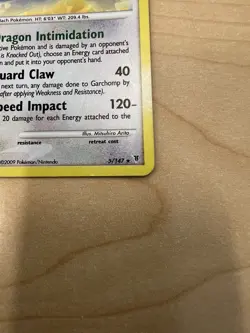 Mach Pokémon. HT: 6'03" WT: 209.4 lbs.
Dragon Intimidation
tive Pokémon and is damaged by an opponent's
is Knocked Out), choose an Energy card attached
n and put it into your opponent's hand.
uard Claw 40
next turn, any damage done to Garchomp by
after applying Weakness and Resistance).
peed Impact 120-
20 damage for each Energy attached to the
Illus. Mitsuhiro Arita
resistance retreat cost
©2009 Pokémon/Nintendo 5/147